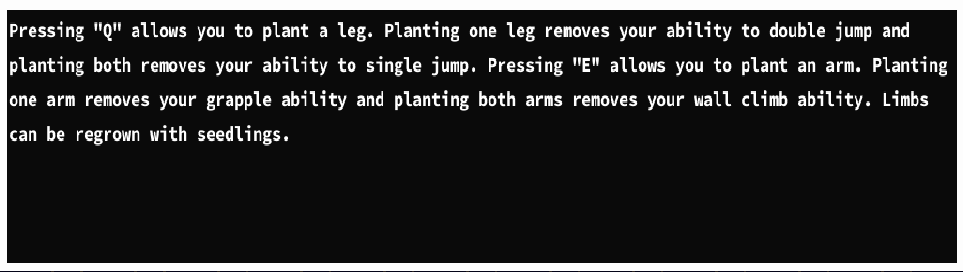 Pressing "Q" allows you to plant a leg. Planting one leg removes your ability to double jump and
planting both removes your ability to single jump. Pressing "E" allows you to plant an arm. Planting
one arm removes your grapple ability and planting both arms removes your wall climb ability. Limbs
can be regrown with seedlings.